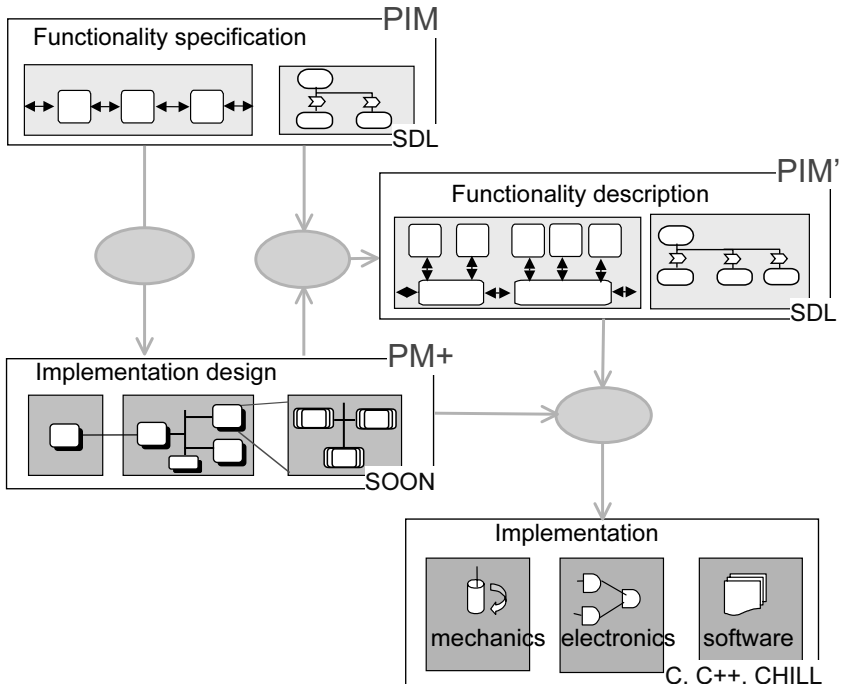 PIM
Functionality specification
SDL
PIM’
Functionality description
SDL
PM+
Implementation design
SOON
Implementation
mechanics electronics software
C, C++, CHILL